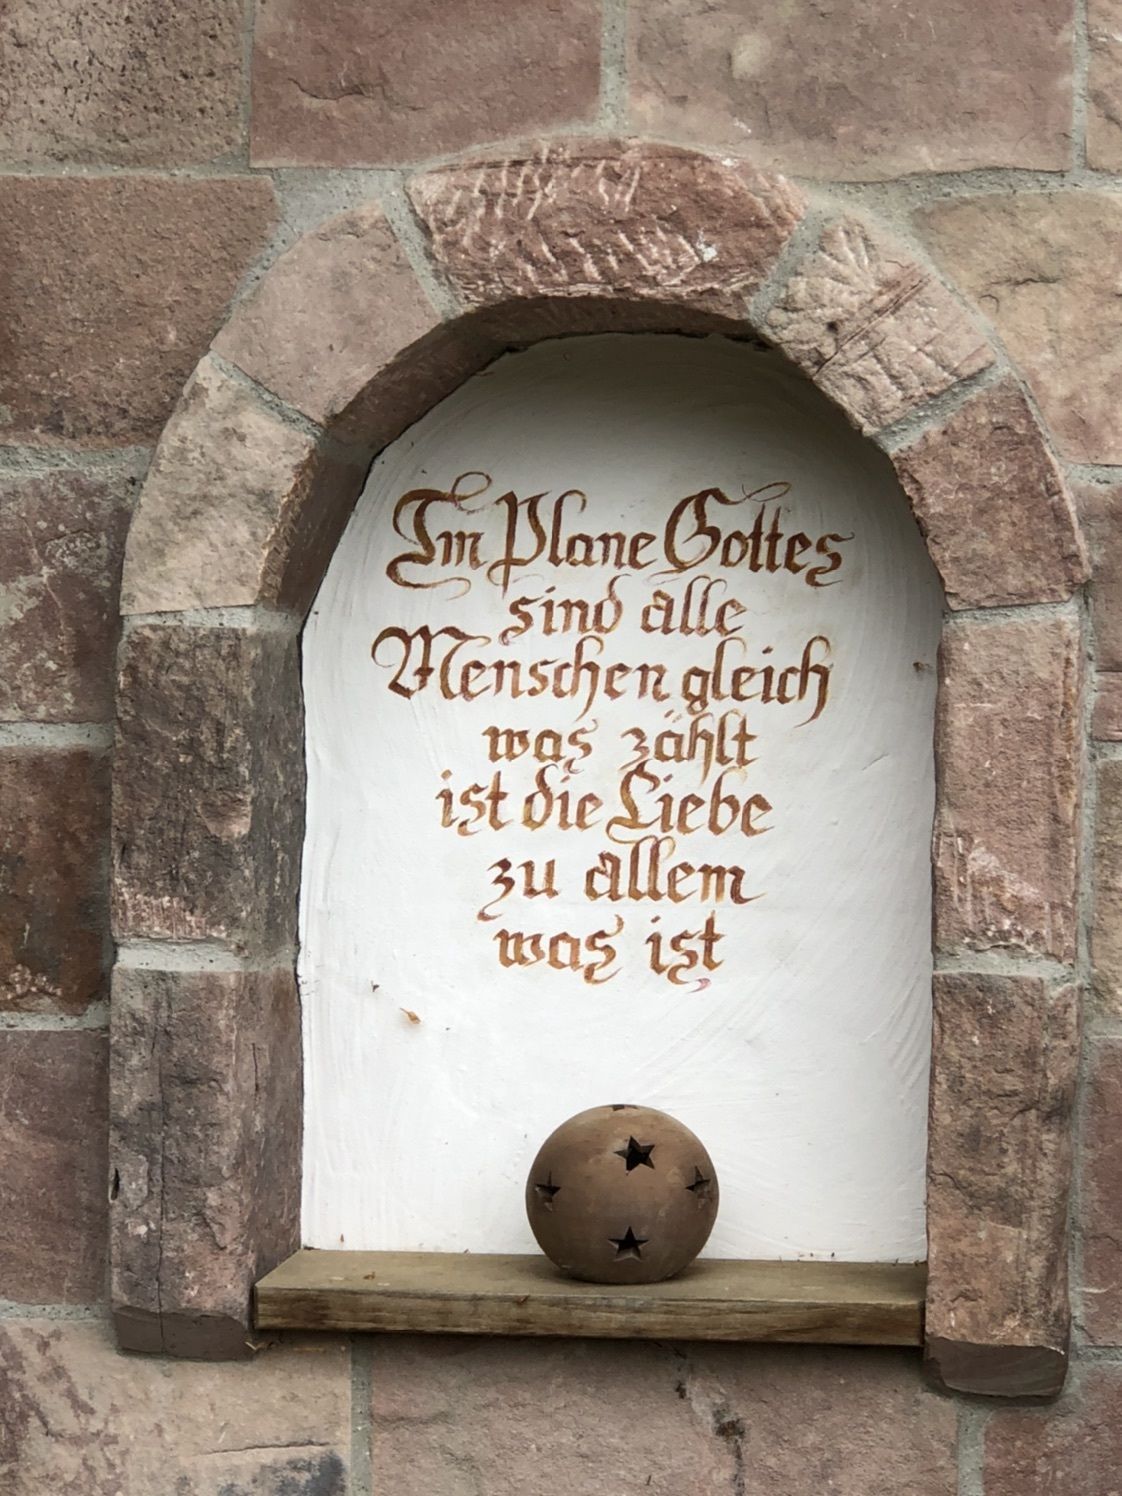 Im Plane Gottes
sind alle
Menschen gleich
was zählt
ist die Liebe
zu allem
was ist